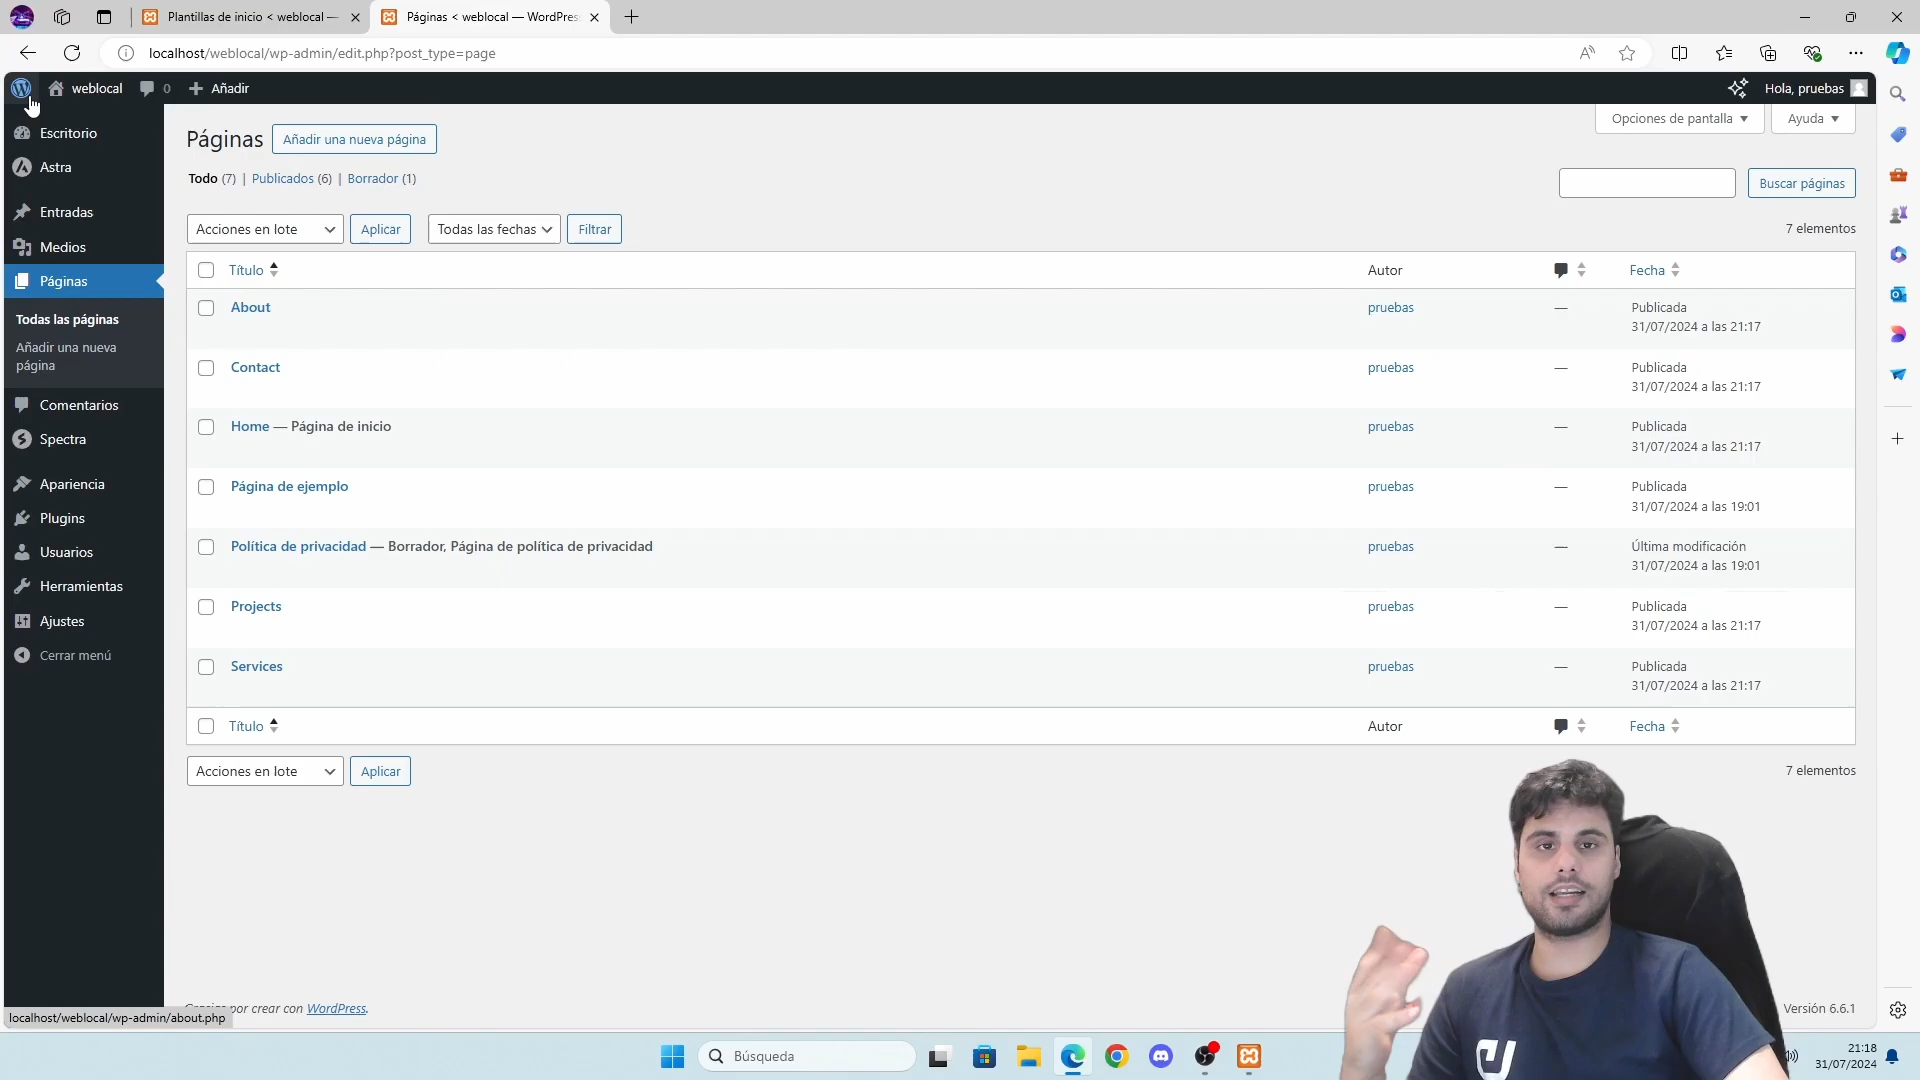 Plantillas de inicio < weblocal —
Páginas < weblocal — WordPres
localhost/weblocal/wp-admin/edit.php?post_type=page
weblocal
0
Añadir
Hola, pruebas
Escritorio
Astra
Entradas
Medios
Páginas
Todas las páginas
Añadir una nueva
página
Comentarios
Spectra
Apariencia
Plugins
Usuarios
Herramientas
Ajustes
Cerrar menú
Páginas
Añadir una nueva página
Opciones de pantalla
Ayuda
Todo (7) | Publicados (6) | Borrador (1)
Buscar páginas
Acciones en lote
Aplicar
Todas las fechas
Filtrar
7 elementos
Título
Autor
Fecha
About
pruebas
—
Publicada
31/07/2024 a las 21:17
Contact
pruebas
—
Publicada
31/07/2024 a las 21:17
Home — Página de inicio
pruebas
—
Publicada
31/07/2024 a las 21:17
Página de ejemplo
pruebas
—
Publicada
31/07/2024 a las 19:01
Política de privacidad — Borrador, Página de política de privacidad
pruebas
—
Última modificación
31/07/2024 a las 19:01
Projects
pruebas
—
Publicada
31/07/2024 a las 21:17
Services
pruebas
—
Publicada
31/07/2024 a las 21:17
Título
Autor
Fecha
Acciones en lote
Aplicar
7 elementos
por crear con WordPress.
Versión 6.6.1
localhost/weblocal/wp-admin/about.php
Búsqueda
21:18
31/07/2024